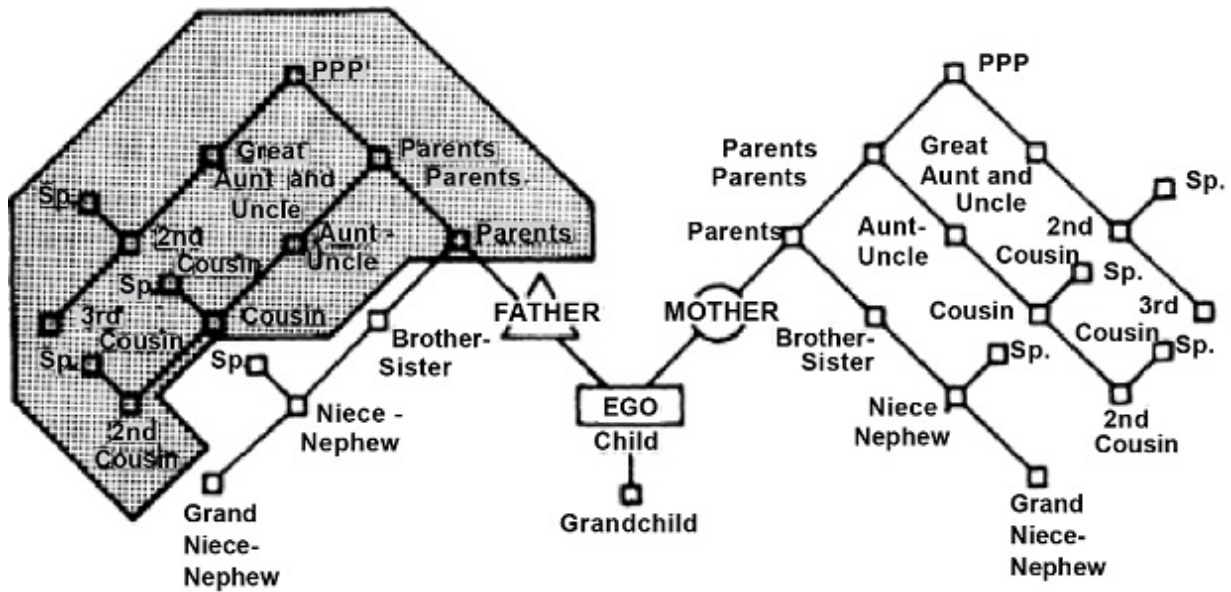 PPP'
PPP
Great
Aunt and
Uncle
Parents
Parents
Parents
Parents
Great
Aunt and
Uncle
Sp.
Sp.
2nd
Cousin
Aunt-
Uncle
Parents
Parents
Aunt-
Uncle
2nd
Cousin
Sp.
Sp.
3rd
Cousin
Cousin
FATHER
MOTHER
Cousin
3rd
Cousin
Sp.
Brother-
Sister
Sp.
Brother-
Sister
Sp.
Sp.
2nd
Cousin
Niece -
Nephew
EGO
Child
Niece
Nephew
2nd
Cousin
Grand
Niece-
Nephew
Grandchild
Grand
Niece-
Nephew